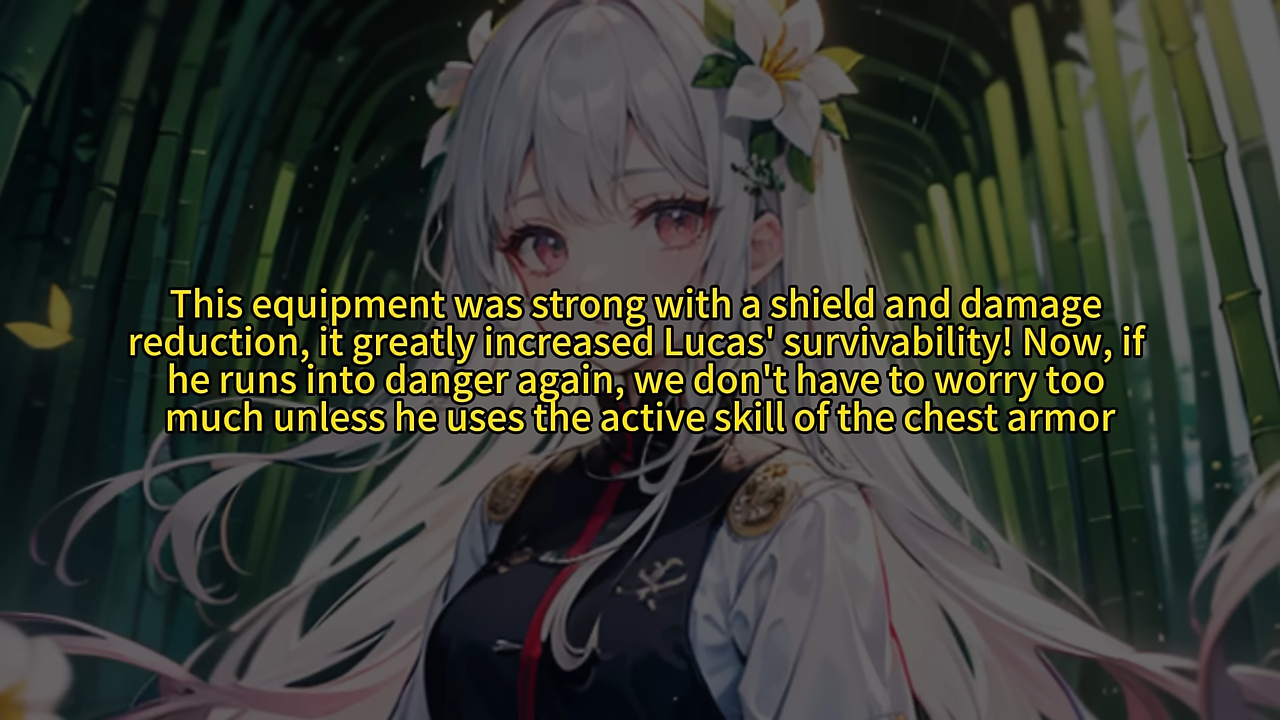 This equipment was strong with a shield and damage
reduction, it greatly increased Lucas' survivability! Now, if
he runs into danger again, we don't have to worry too
much unless he uses the active skill of the chest armor